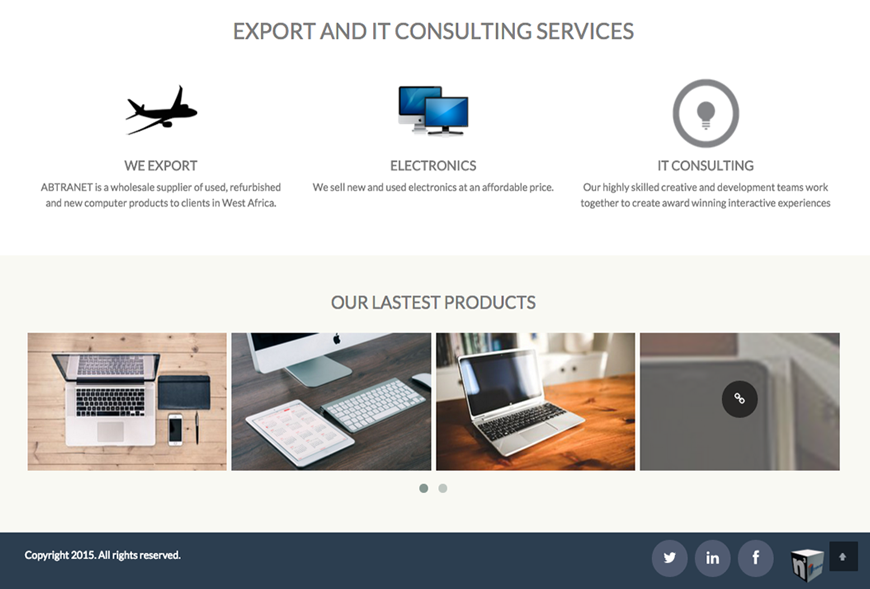 EXPORT AND IT CONSULTING SERVICES
WE EXPORT
ABTRANET is a wholesale supplier of used, refurbished
and new computer products to clients in West Africa.
ELECTRONICS
We sell new and used electronics at an affordable price.
IT CONSULTING
Our highly skilled creative and development teams work
together to create award winning interactive experiences
OUR LASTEST PRODUCTS
Copyright 2015. All rights reserved.